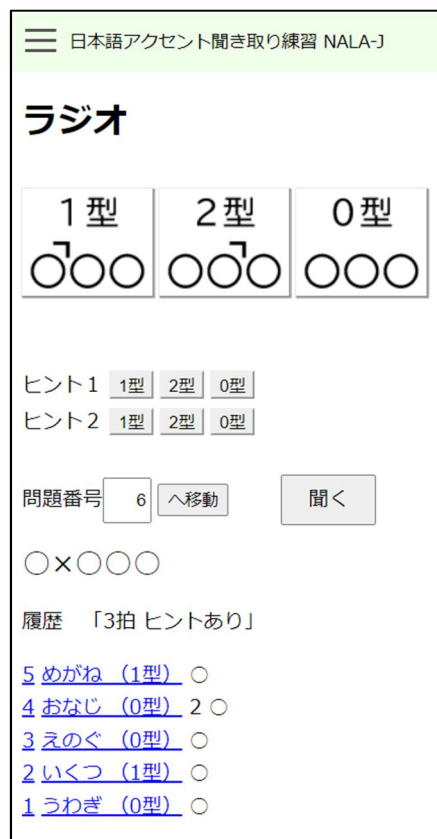 日本語アクセント聞き取り練習 NALA-J
ラジオ
1型 2型 0型
○┓○○ ○○┓○ ○○○
ヒント1 1型 2型 0型
ヒント2 1型 2型 0型
問題番号 6 へ移動 聞く
○×○○○
履歴 「3拍 ヒントあり」
5 めがね (1型) ○
4 おなじ (0型) 2 ○
3 えのぐ (0型) ○
2 いくつ (1型) ○
1 うわぎ (0型) ○